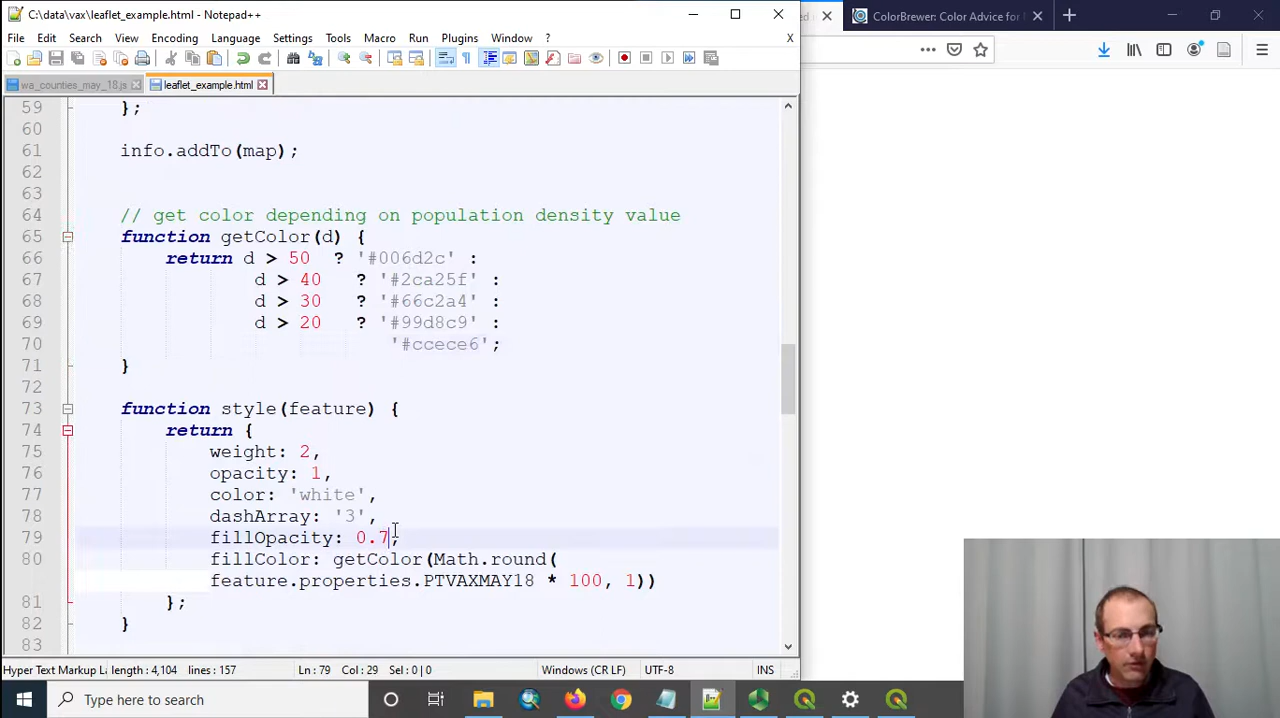 C:\data\vax\leaflet_example.html - Notepad++
ColorBrewer: Color Advice for
File Edit Search View Encoding Language Settings Tools Macro Run Plugins Window ? X
wa_counties_may_18.js leaflet_example.html
59 };
60
61 info.addTo(map);
62
63
64 // get color depending on population density value
65 function getColor(d) {
66 return d > 50 ? '#006d2c' :
67 d > 40 ? '#2ca25f' :
68 d > 30 ? '#66c2a4' :
69 d > 20 ? '#99d8c9' :
70 '#ccece6';
71 }
72
73 function style(feature) {
74 return {
75 weight: 2,
76 opacity: 1,
77 color: 'white',
78 dashArray: '3',
79 fillOpacity: 0.7;
80 fillColor: getColor(Math.round(
feature.properties.PTVAXMAY18 * 100, 1))
81 };
82 }
83
Hyper Text Markup La length : 4,104 lines : 157 Ln : 79 Col : 29 Sel : 0 | 0 Windows (CR LF) UTF-8 INS
Type here to search